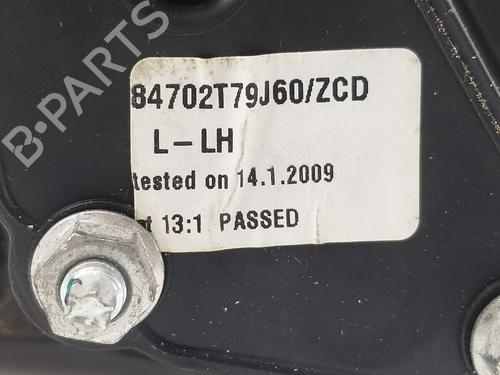 B-PARTS
84702T79J60/ZCD
L-LH
tested on 14.1.2009
13:1 PASSED